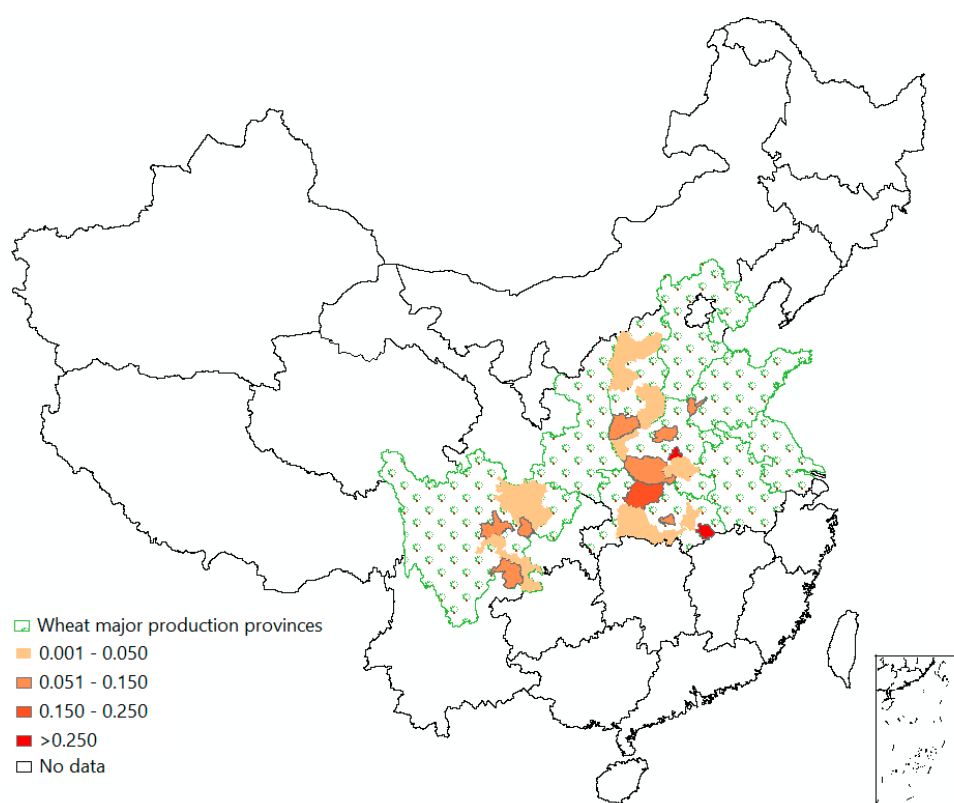 Wheat major production provinces
0.001 - 0.050
0.051 - 0.150
0.150 - 0.250
>0.250
No data